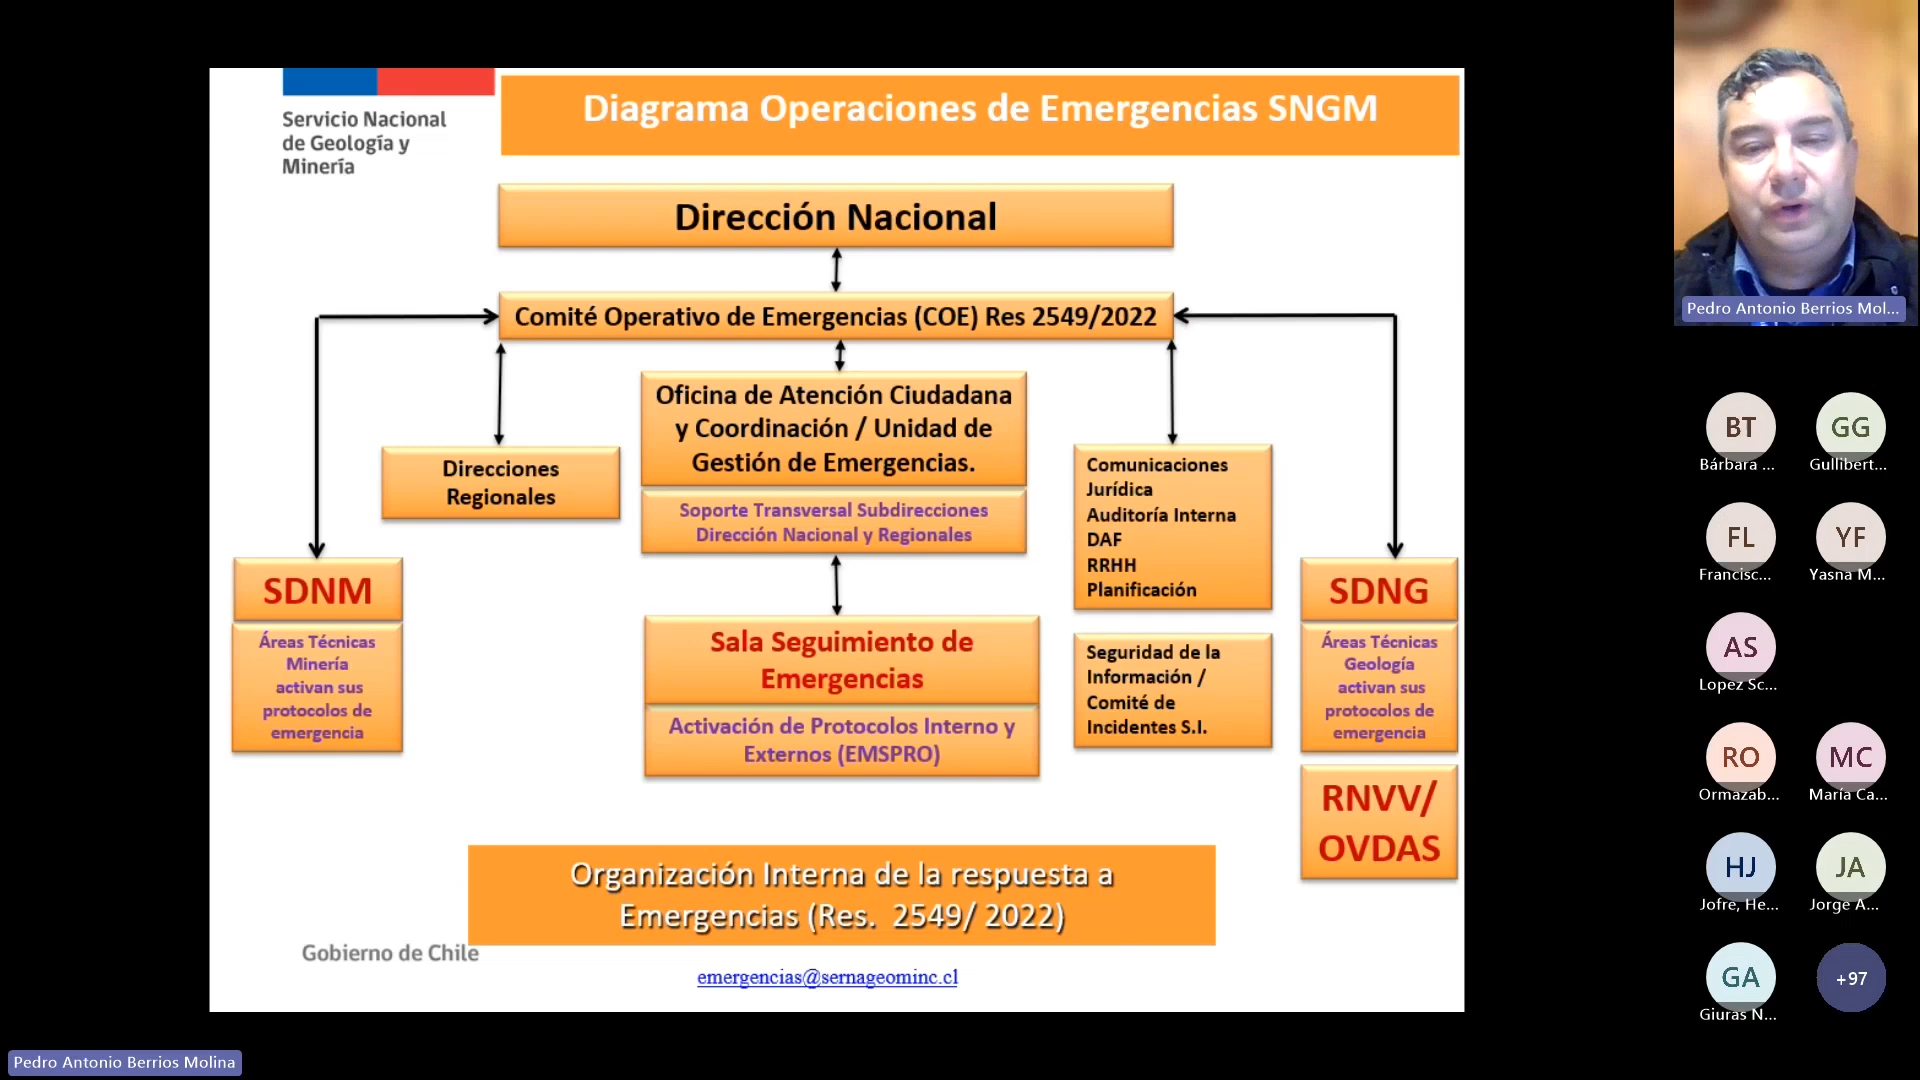 Servicio Nacional
de Geología y
Minería
Diagrama Operaciones de Emergencias SNGM
Dirección Nacional
Comité Operativo de Emergencias (COE) Res 2549/2022
Oficina de Atención Ciudadana
y Coordinación / Unidad de
Gestión de Emergencias.
Soporte Transversal Subdirecciones
Dirección Nacional y Regionales
Direcciones
Regionales
Comunicaciones
Jurídica
Auditoría Interna
DAF
RRHH
Planificación
SDNM
Áreas Técnicas
Minería
activan sus
protocolos de
emergencia
Sala Seguimiento de
Emergencias
Activación de Protocolos Interno y
Externos (EMSPRO)
Seguridad de la
Información /
Comité de
Incidentes S.I.
SDNG
Áreas Técnicas
Geología
activan sus
protocolos de
emergencia
RNVV/
OVDAS
Organización Interna de la respuesta a
Emergencias (Res. 2549/ 2022)
Gobierno de Chile
emergencias@sernageominc.cl
Pedro Antonio Berrios Molina
Pedro Antonio Berrios Mol...
BT
Bárbara ...
GG
Gullibert...
FL
Francisc...
YF
Yasna M...
AS
Lopez Sc...
RO
Ormazab...
MC
María Ca...
HJ
Jofre, He...
JA
Jorge A...
GA
Giuras N...
+97